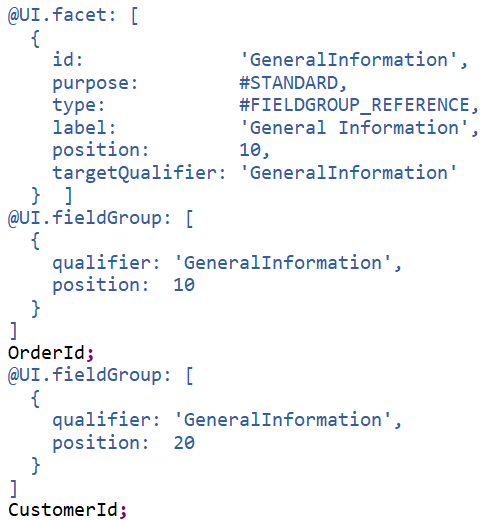 @UI.facet: [
  {
    id:              'GeneralInformation',
    purpose:         #STANDARD,
    type:            #FIELDGROUP_REFERENCE,
    label:           'General Information',
    position:        10,
    targetQualifier: 'GeneralInformation'
  }  ]
@UI.fieldGroup: [
  {
    qualifier: 'GeneralInformation',
    position:  10
  }
]
OrderId;
@UI.fieldGroup: [
  {
    qualifier: 'GeneralInformation',
    position:  20
  }
]
CustomerId;